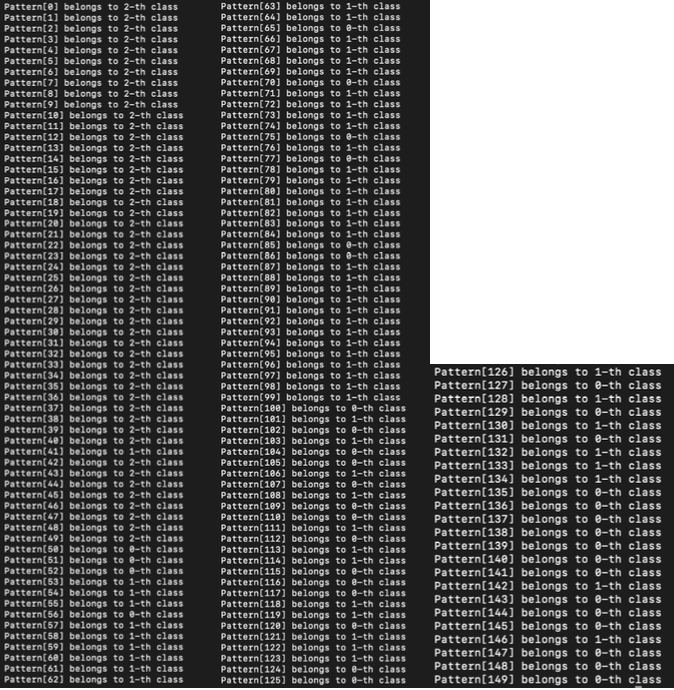 Pattern[0] belongs to 2-th class
Pattern[1] belongs to 2-th class
Pattern[2] belongs to 2-th class
Pattern[3] belongs to 2-th class
Pattern[4] belongs to 2-th class
Pattern[5] belongs to 2-th class
Pattern[6] belongs to 2-th class
Pattern[7] belongs to 2-th class
Pattern[8] belongs to 2-th class
Pattern[9] belongs to 2-th class
Pattern[10] belongs to 2-th class
Pattern[11] belongs to 2-th class
Pattern[12] belongs to 2-th class
Pattern[13] belongs to 2-th class
Pattern[14] belongs to 2-th class
Pattern[15] belongs to 2-th class
Pattern[16] belongs to 2-th class
Pattern[17] belongs to 2-th class
Pattern[18] belongs to 2-th class
Pattern[19] belongs to 2-th class
Pattern[20] belongs to 2-th class
Pattern[21] belongs to 2-th class
Pattern[22] belongs to 2-th class
Pattern[23] belongs to 2-th class
Pattern[24] belongs to 2-th class
Pattern[25] belongs to 2-th class
Pattern[26] belongs to 2-th class
Pattern[27] belongs to 2-th class
Pattern[28] belongs to 2-th class
Pattern[29] belongs to 2-th class
Pattern[30] belongs to 2-th class
Pattern[31] belongs to 2-th class
Pattern[32] belongs to 2-th class
Pattern[33] belongs to 2-th class
Pattern[34] belongs to 2-th class
Pattern[35] belongs to 2-th class
Pattern[36] belongs to 2-th class
Pattern[37] belongs to 2-th class
Pattern[38] belongs to 2-th class
Pattern[39] belongs to 2-th class
Pattern[40] belongs to 2-th class
Pattern[41] belongs to 1-th class
Pattern[42] belongs to 2-th class
Pattern[43] belongs to 2-th class
Pattern[44] belongs to 2-th class
Pattern[45] belongs to 2-th class
Pattern[46] belongs to 2-th class
Pattern[47] belongs to 2-th class
Pattern[48] belongs to 2-th class
Pattern[49] belongs to 2-th class
Pattern[50] belongs to 0-th class
Pattern[51] belongs to 0-th class
Pattern[52] belongs to 0-th class
Pattern[53] belongs to 1-th class
Pattern[54] belongs to 1-th class
Pattern[55] belongs to 1-th class
Pattern[56] belongs to 0-th class
Pattern[57] belongs to 1-th class
Pattern[58] belongs to 1-th class
Pattern[59] belongs to 1-th class
Pattern[60] belongs to 1-th class
Pattern[61] belongs to 1-th class
Pattern[62] belongs to 1-th class
Pattern[63] belongs to 1-th class
Pattern[64] belongs to 1-th class
Pattern[65] belongs to 0-th class
Pattern[66] belongs to 1-th class
Pattern[67] belongs to 1-th class
Pattern[68] belongs to 1-th class
Pattern[69] belongs to 1-th class
Pattern[70] belongs to 0-th class
Pattern[71] belongs to 1-th class
Pattern[72] belongs to 1-th class
Pattern[73] belongs to 1-th class
Pattern[74] belongs to 1-th class
Pattern[75] belongs to 0-th class
Pattern[76] belongs to 1-th class
Pattern[77] belongs to 0-th class
Pattern[78] belongs to 1-th class
Pattern[79] belongs to 1-th class
Pattern[80] belongs to 1-th class
Pattern[81] belongs to 1-th class
Pattern[82] belongs to 1-th class
Pattern[83] belongs to 1-th class
Pattern[84] belongs to 1-th class
Pattern[85] belongs to 0-th class
Pattern[86] belongs to 0-th class
Pattern[87] belongs to 1-th class
Pattern[88] belongs to 1-th class
Pattern[89] belongs to 1-th class
Pattern[90] belongs to 1-th class
Pattern[91] belongs to 1-th class
Pattern[92] belongs to 1-th class
Pattern[93] belongs to 1-th class
Pattern[94] belongs to 1-th class
Pattern[95] belongs to 1-th class
Pattern[96] belongs to 1-th class
Pattern[97] belongs to 1-th class
Pattern[98] belongs to 1-th class
Pattern[99] belongs to 1-th class
Pattern[100] belongs to 0-th class
Pattern[101] belongs to 1-th class
Pattern[102] belongs to 0-th class
Pattern[103] belongs to 1-th class
Pattern[104] belongs to 0-th class
Pattern[105] belongs to 0-th class
Pattern[106] belongs to 1-th class
Pattern[107] belongs to 0-th class
Pattern[108] belongs to 1-th class
Pattern[109] belongs to 0-th class
Pattern[110] belongs to 0-th class
Pattern[111] belongs to 1-th class
Pattern[112] belongs to 0-th class
Pattern[113] belongs to 1-th class
Pattern[114] belongs to 1-th class
Pattern[115] belongs to 0-th class
Pattern[116] belongs to 0-th class
Pattern[117] belongs to 0-th class
Pattern[118] belongs to 1-th class
Pattern[119] belongs to 1-th class
Pattern[120] belongs to 0-th class
Pattern[121] belongs to 1-th class
Pattern[122] belongs to 1-th class
Pattern[123] belongs to 1-th class
Pattern[124] belongs to 0-th class
Pattern[125] belongs to 0-th class
Pattern[126] belongs to 1-th class
Pattern[127] belongs to 0-th class
Pattern[128] belongs to 1-th class
Pattern[129] belongs to 0-th class
Pattern[130] belongs to 1-th class
Pattern[131] belongs to 0-th class
Pattern[132] belongs to 1-th class
Pattern[133] belongs to 1-th class
Pattern[134] belongs to 1-th class
Pattern[135] belongs to 0-th class
Pattern[136] belongs to 0-th class
Pattern[137] belongs to 0-th class
Pattern[138] belongs to 0-th class
Pattern[139] belongs to 0-th class
Pattern[140] belongs to 0-th class
Pattern[141] belongs to 0-th class
Pattern[142] belongs to 1-th class
Pattern[143] belongs to 0-th class
Pattern[144] belongs to 0-th class
Pattern[145] belongs to 0-th class
Pattern[146] belongs to 1-th class
Pattern[147] belongs to 0-th class
Pattern[148] belongs to 0-th class
Pattern[149] belongs to 0-th class